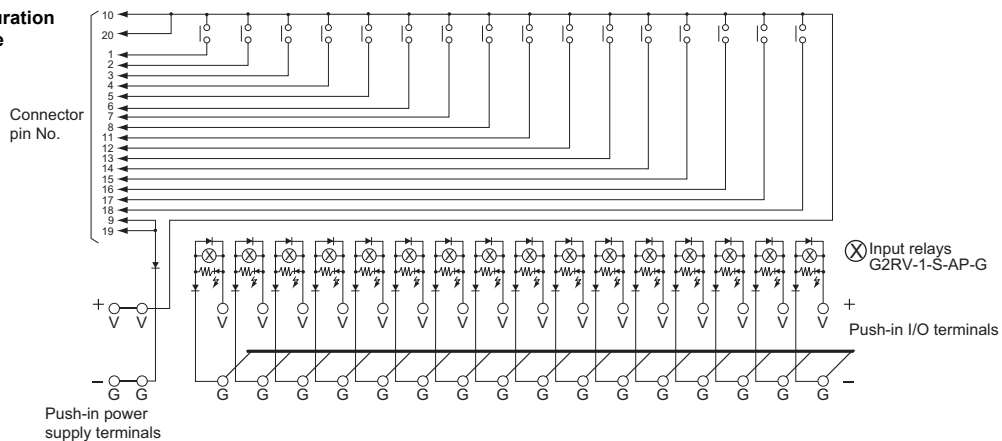 uration
e
10
20
1
2
3
4
5
6
7
8
11
12
13
14
15
16
17
18
9
19
Connector
pin No.
Input relays
G2RV-1-S-AP-G
+
V V
V V V V V V V V V V V V V V V V
+
Push-in I/O terminals
−
G G
G G G G G G G G G G G G G G G G
−
Push-in power
supply terminals